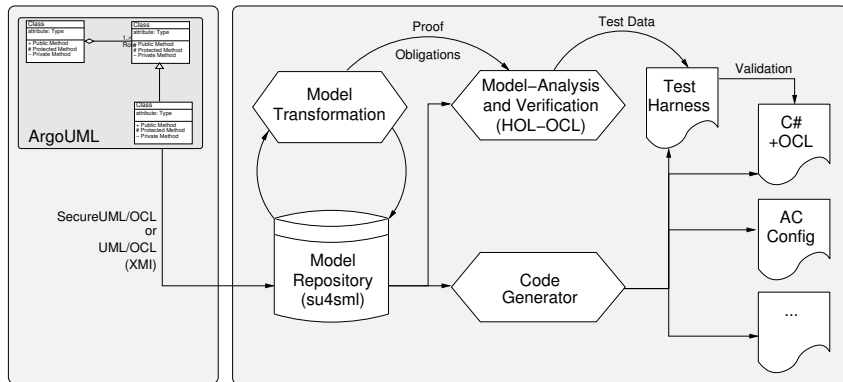 Class
attribute: Type
+ Public Method
# Protected Method
– Private Method
1..*
Role
Class
attribute: Type
+ Public Method
# Protected Method
– Private Method
Class
attribute: Type
+ Public Method
# Protected Method
– Private Method
ArgoUML
SecureUML/OCL
or
UML/OCL
(XMI)
Proof
Obligations
Test Data
Validation
Model
Transformation
Model−Analysis
and Verification
(HOL−OCL)
Test
Harness
C#
+OCL
Model
Repository
(su4sml)
Code
Generator
AC
Config
...